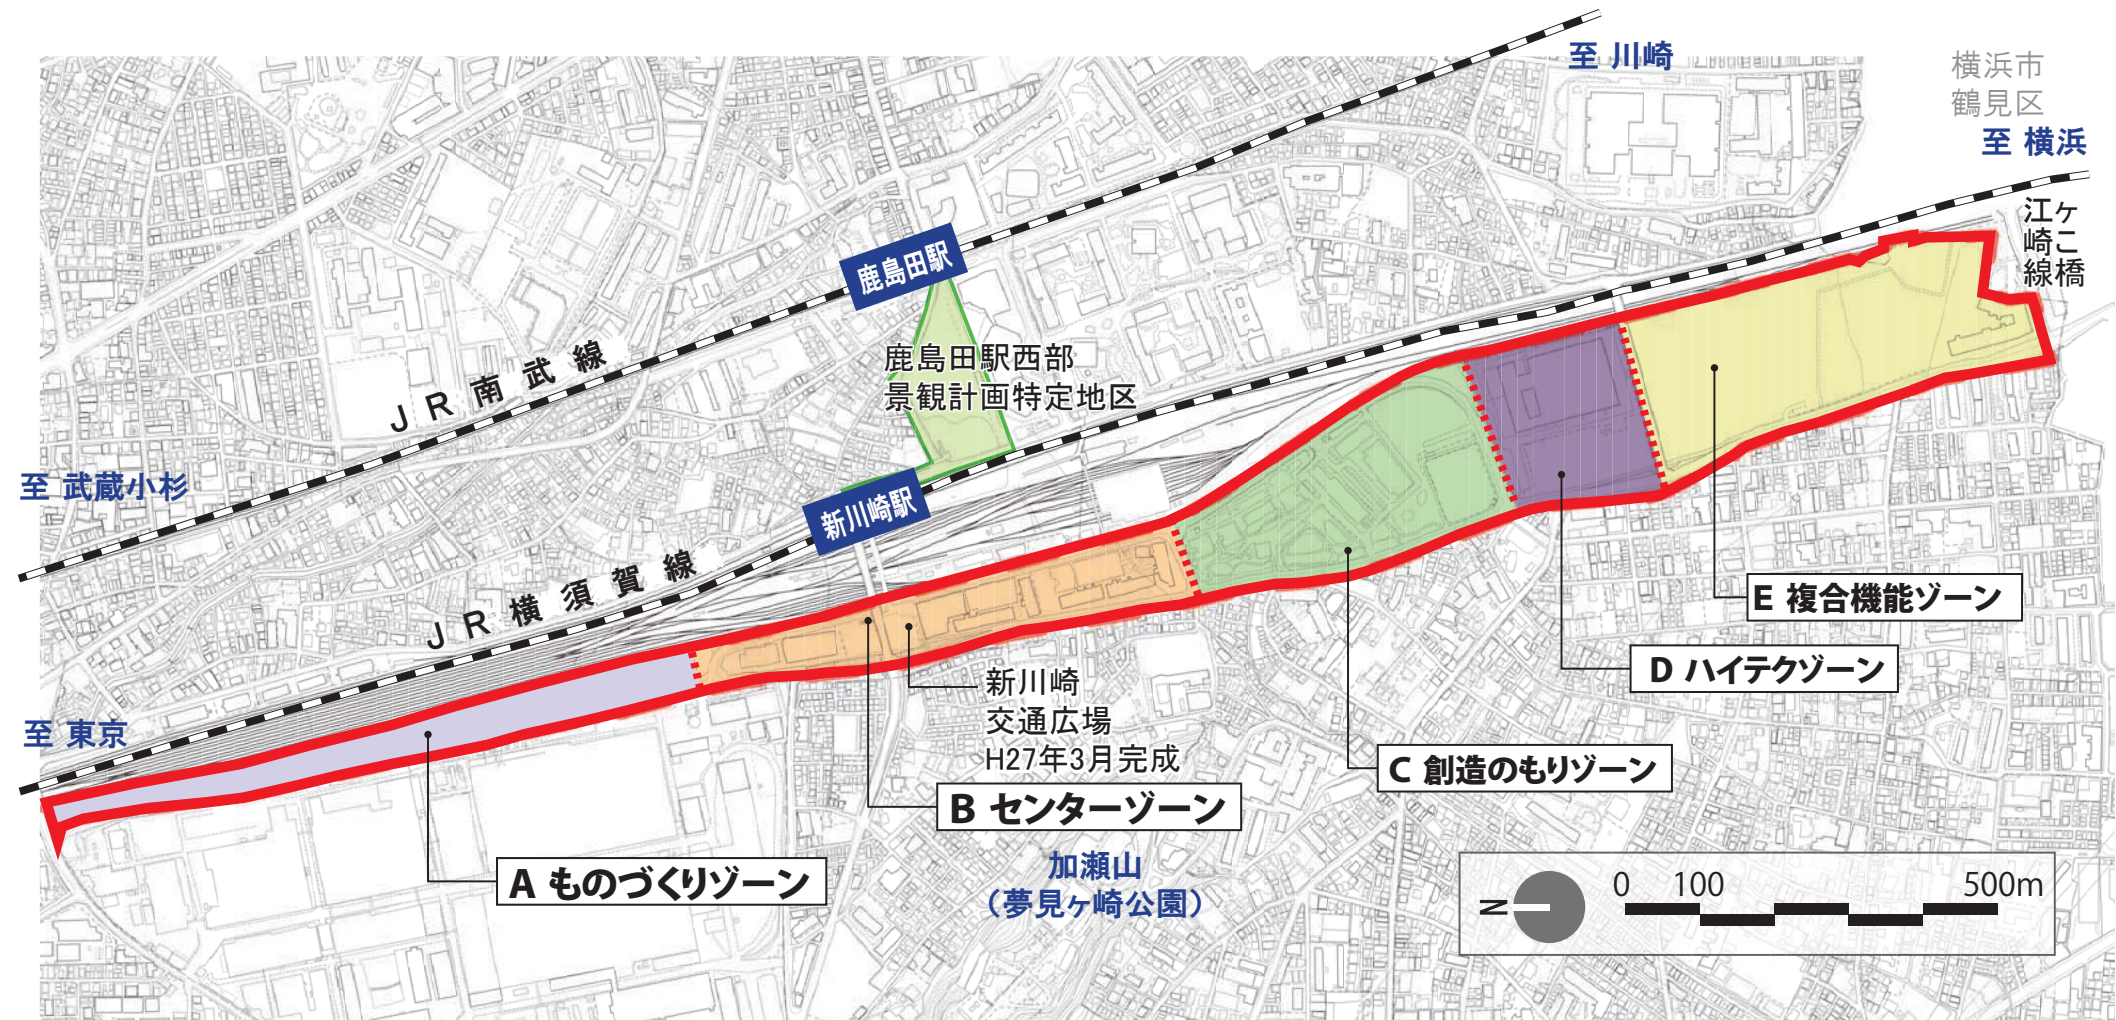 至 川崎
横浜市
鶴見区
至 横浜
江ヶ
崎こ
線橋
鹿島田駅
鹿島田駅西部
景観計画特定地区
JR南武線
至 武蔵小杉
新川崎駅
JR横須賀線
至 東京
新川崎
交通広場
H27年3月完成
E 複合機能ゾーン
D ハイテクゾーン
C 創造のもりゾーン
B センターゾーン
A ものづくりゾーン
加瀬山
（夢見ヶ崎公園）
N
0 100 500m